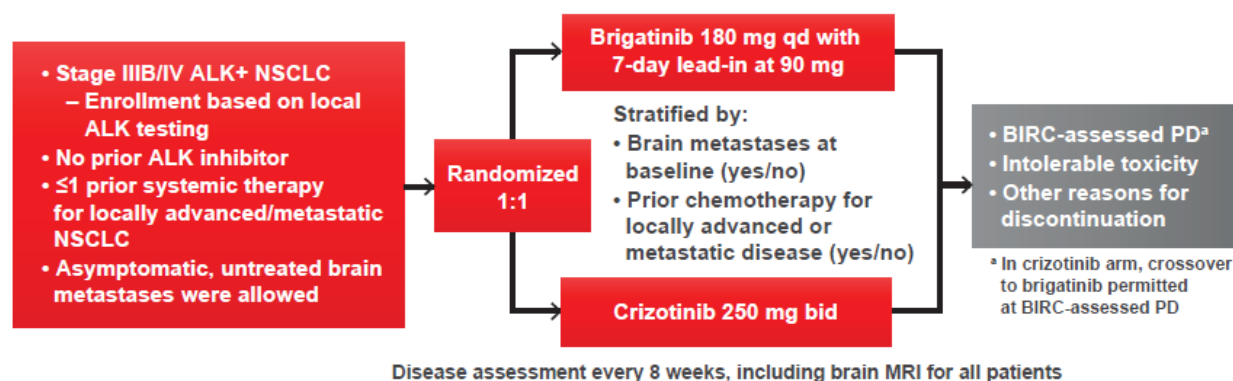 • Stage IIIB/IV ALK+ NSCLC
– Enrollment based on local
ALK testing
• No prior ALK inhibitor
• ≤1 prior systemic therapy
for locally advanced/metastatic
NSCLC
• Asymptomatic, untreated brain
metastases were allowed
Randomized
1:1
Brigatinib 180 mg qd with
7-day lead-in at 90 mg
Stratified by:
• Brain metastases at
baseline (yes/no)
• Prior chemotherapy for
locally advanced or
metastatic disease (yes/no)
Crizotinib 250 mg bid
• BIRC-assessed PDᵃ
• Intolerable toxicity
• Other reasons for
discontinuation
ᵃ In crizotinib arm, crossover
to brigatinib permitted
at BIRC-assessed PD
Disease assessment every 8 weeks, including brain MRI for all patients